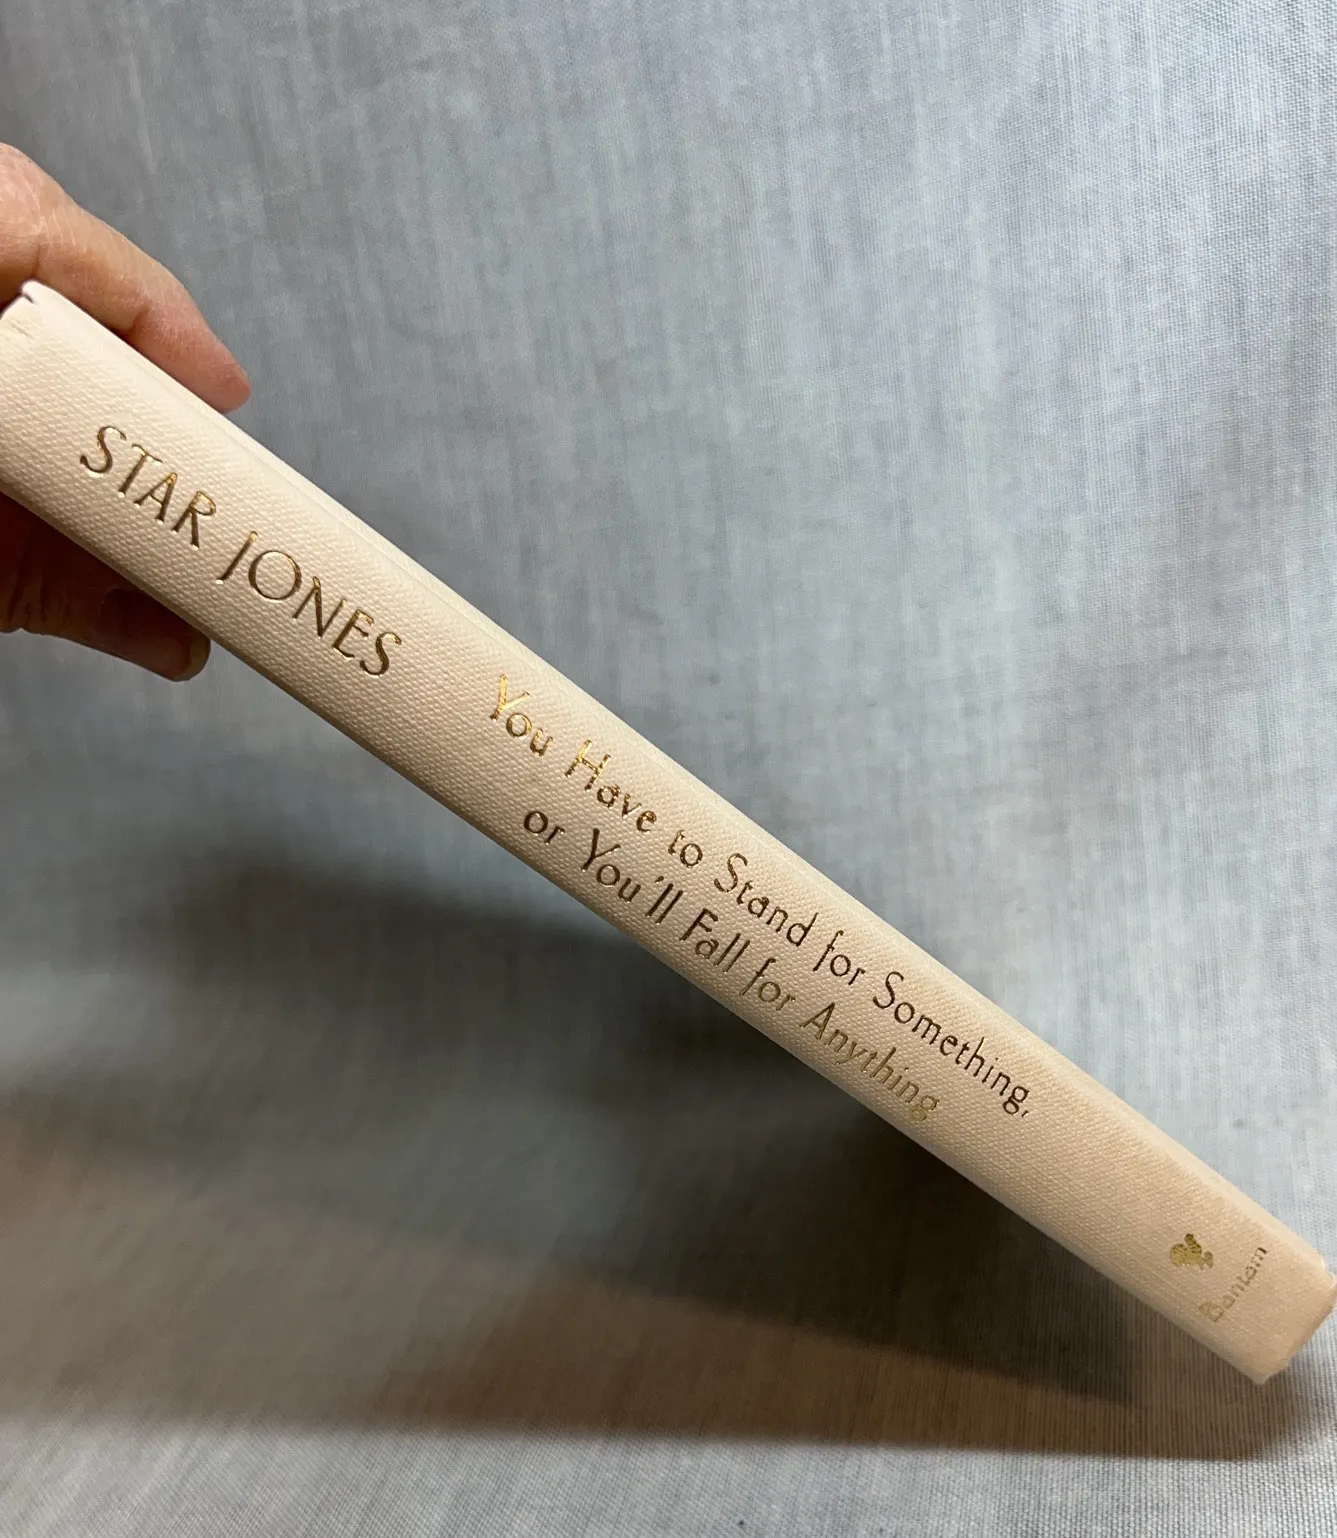 STAR JONES
You Have to Stand for Something,
or You'll Fall for Anything
Bantam